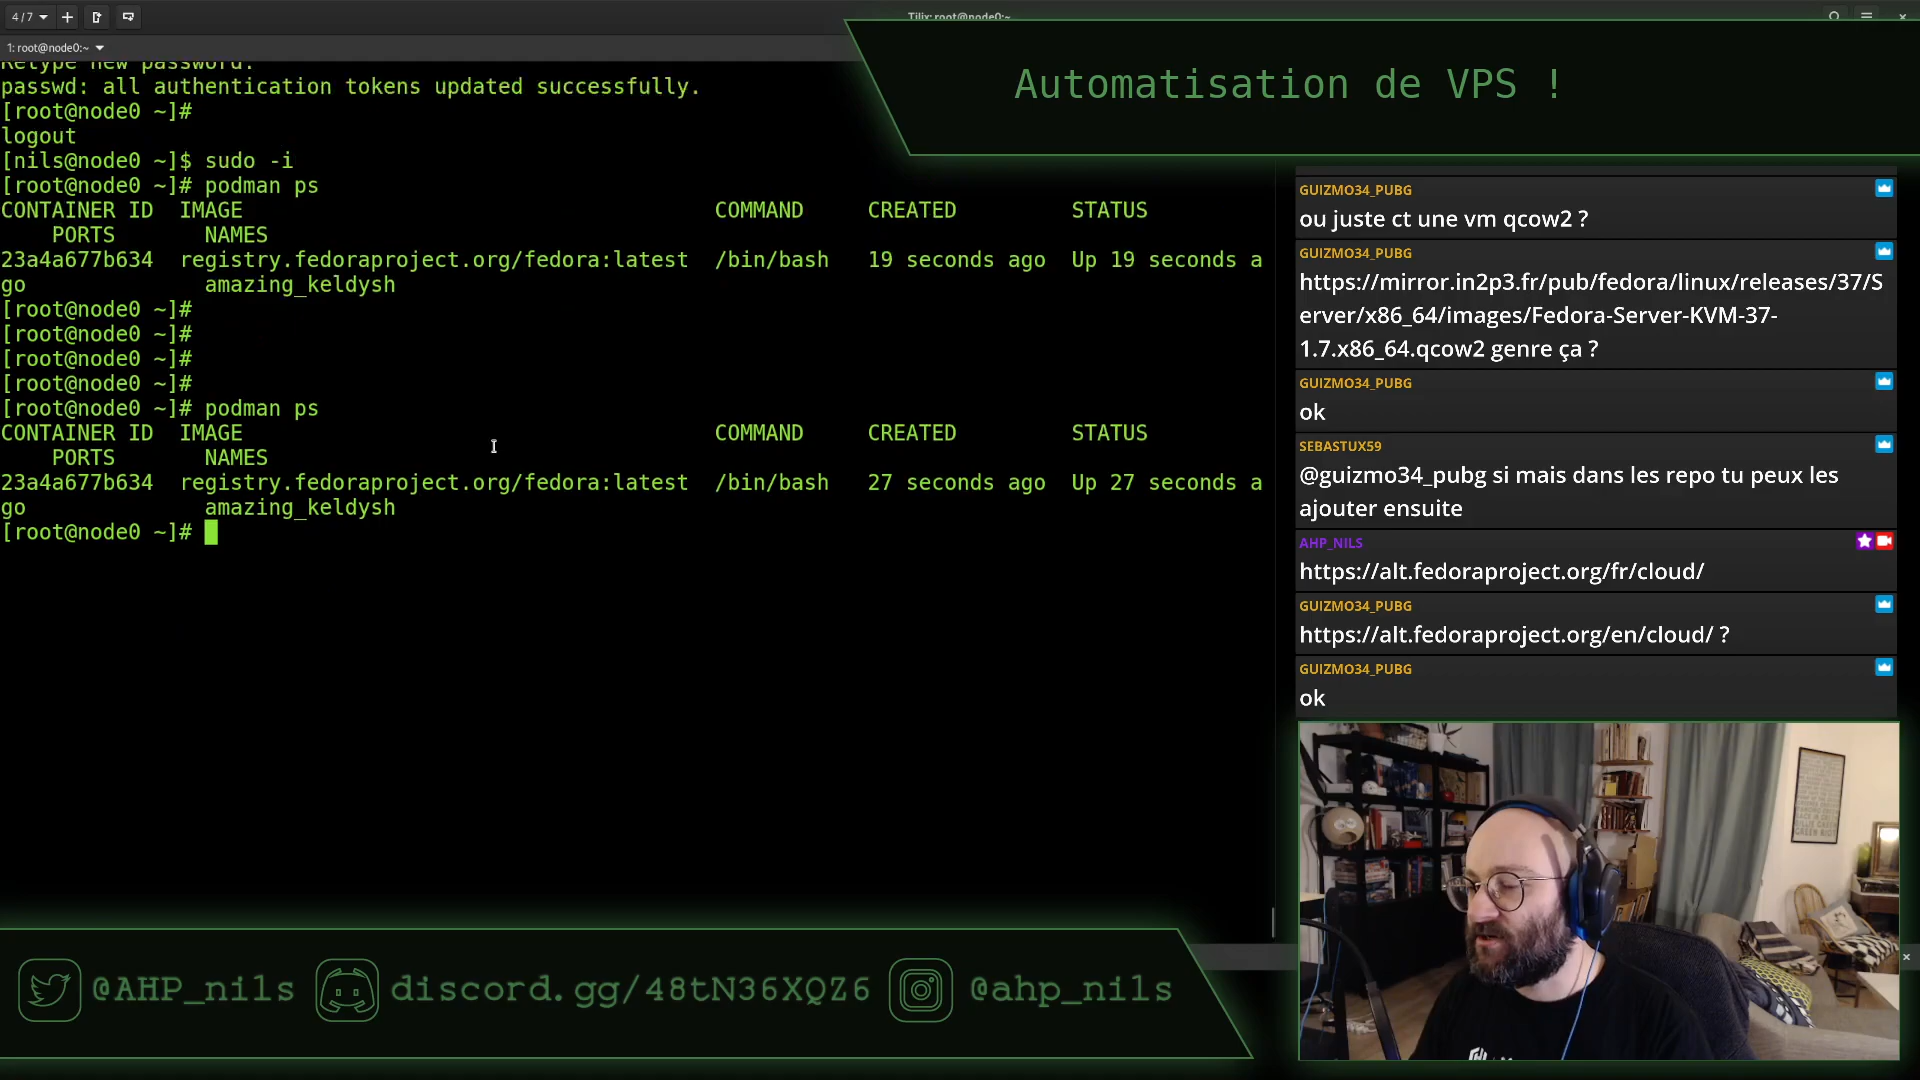 4 / 7
Tilix: root@node0:~
1: root@node0:~
Retype new password:
passwd: all authentication tokens updated successfully.
[root@node0 ~]#
logout
[nils@node0 ~]$ sudo -i
[root@node0 ~]# podman ps
CONTAINER ID  IMAGE  COMMAND  CREATED  STATUS
PORTS  NAMES
23a4a677b634  registry.fedoraproject.org/fedora:latest  /bin/bash  19 seconds ago  Up 19 seconds a
go  amazing_keldysh
[root@node0 ~]#
[root@node0 ~]#
[root@node0 ~]#
[root@node0 ~]#
[root@node0 ~]# podman ps
CONTAINER ID  IMAGE  COMMAND  CREATED  STATUS
PORTS  NAMES
23a4a677b634  registry.fedoraproject.org/fedora:latest  /bin/bash  27 seconds ago  Up 27 seconds a
go  amazing_keldysh
[root@node0 ~]#
Automatisation de VPS !
GUIZMO34_PUBG
ou juste ct une vm qcow2 ?
GUIZMO34_PUBG
https://mirror.in2p3.fr/pub/fedora/linux/releases/37/S
erver/x86_64/images/Fedora-Server-KVM-37-
1.7.x86_64.qcow2 genre ça ?
GUIZMO34_PUBG
ok
SEBASTUX59
@guizmo34_pubg si mais dans les repo tu peux les
ajouter ensuite
AHP_NILS
https://alt.fedoraproject.org/fr/cloud/
GUIZMO34_PUBG
https://alt.fedoraproject.org/en/cloud/ ?
GUIZMO34_PUBG
ok
@AHP_nils
discord.gg/48tN36XQZ6
@ahp_nils